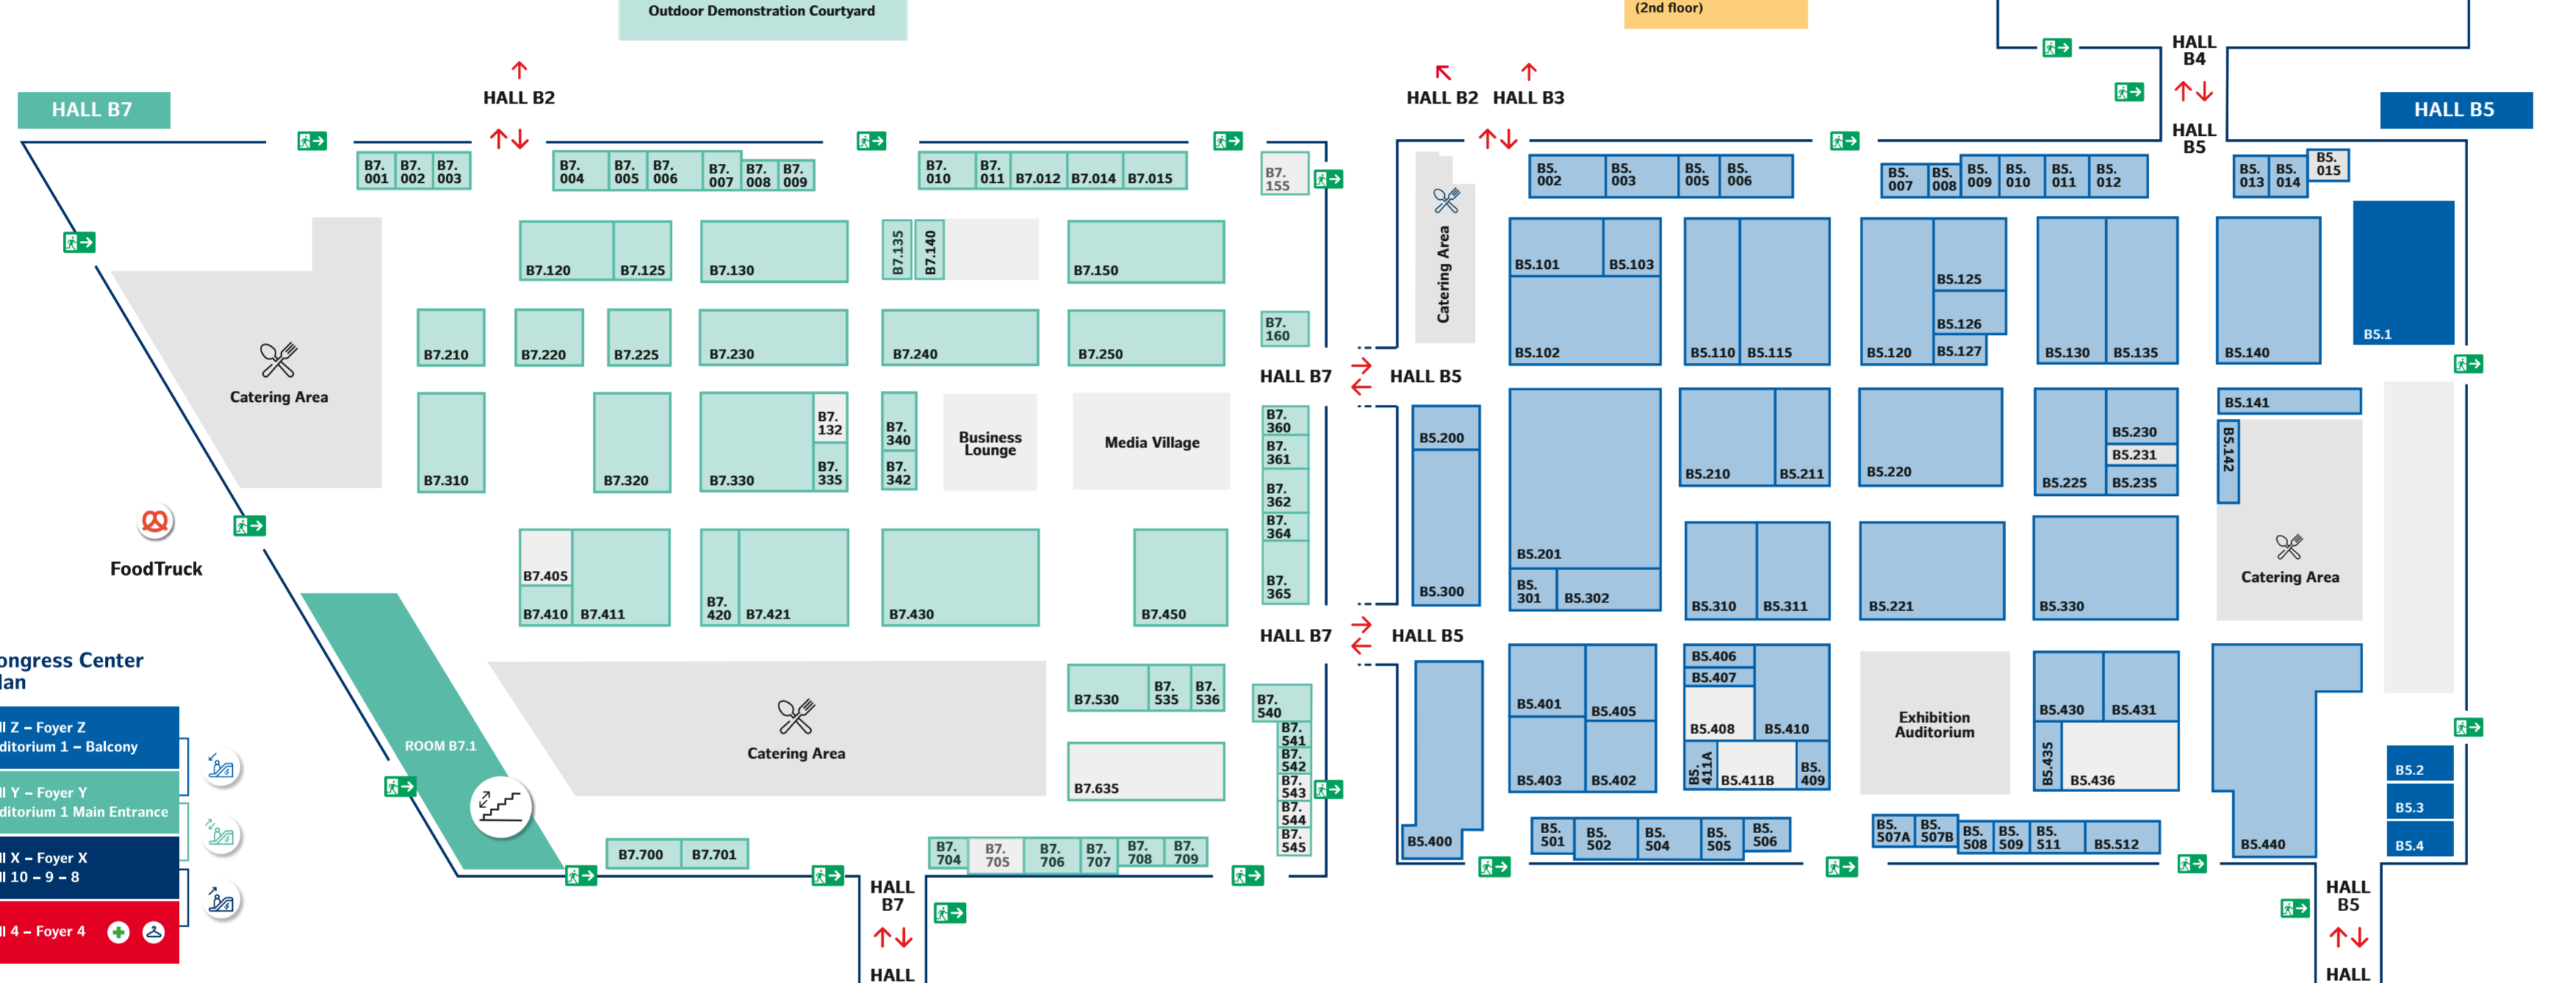 Outdoor Demonstration Courtyard
(2nd floor)
HALL
B4
HALL B7
HALL B2
HALL B2 HALL B3
HALL B5
HALL
B5
B7.
001
B7.
002
B7.
003
B7.
004
B7.
005
B7.
006
B7.
007
B7.
008
B7.
009
B7.
010
B7.
011
B7.012
B7.014
B7.015
B7.
155
B7.120
B7.125
B7.130
B7.135
B7.140
B7.150
B7.210
B7.220
B7.225
B7.230
B7.240
B7.250
B7.
160
Catering Area
HALL B7
HALL B5
B7.310
B7.320
B7.330
B7.
132
B7.
335
B7.
340
B7.
342
Business
Lounge
Media Village
B7.
360
B7.
361
B7.
362
B7.
364
B7.
365
FoodTruck
B7.405
B7.410
B7.411
B7.
420
B7.421
B7.430
B7.450
HALL B7
HALL B5
ROOM B7.1
Catering Area
B7.530
B7.
535
B7.
536
B7.635
B7.
540
B7.
541
B7.
542
B7.
543
B7.
544
B7.
545
B7.700
B7.701
B7.
704
B7.
705
B7.
706
B7.
707
B7.
708
B7.
709
HALL
B7
HALL
ongress Center
lan
ll Z – Foyer Z
ditorium 1 – Balcony
ll Y – Foyer Y
ditorium 1 Main Entrance
ll X – Foyer X
ll 10 – 9 – 8
ll 4 – Foyer 4
Catering Area
B5.
002
B5.
003
B5.
005
B5.
006
B5.
007
B5.
008
B5.
009
B5.
010
B5.
011
B5.
012
B5.
013
B5.
014
B5.
015
B5.101
B5.103
B5.102
B5.110
B5.115
B5.120
B5.125
B5.126
B5.127
B5.130
B5.135
B5.140
B5.1
B5.200
B5.300
B5.201
B5.
301
B5.302
B5.210
B5.211
B5.220
B5.225
B5.230
B5.231
B5.235
B5.141
B5.142
Catering Area
B5.310
B5.311
B5.221
B5.330
B5.400
B5.401
B5.405
B5.403
B5.402
B5.406
B5.407
B5.408
B5.410
B5.
411A
B5.411B
B5.
409
Exhibition
Auditorium
B5.430
B5.431
B5.435
B5.436
B5.440
B5.2
B5.3
B5.4
B5.
501
B5.
502
B5.
504
B5.
505
B5.
506
B5.
507A
B5.
507B
B5.
508
B5.
509
B5.
511
B5.512
HALL
B5
HALL